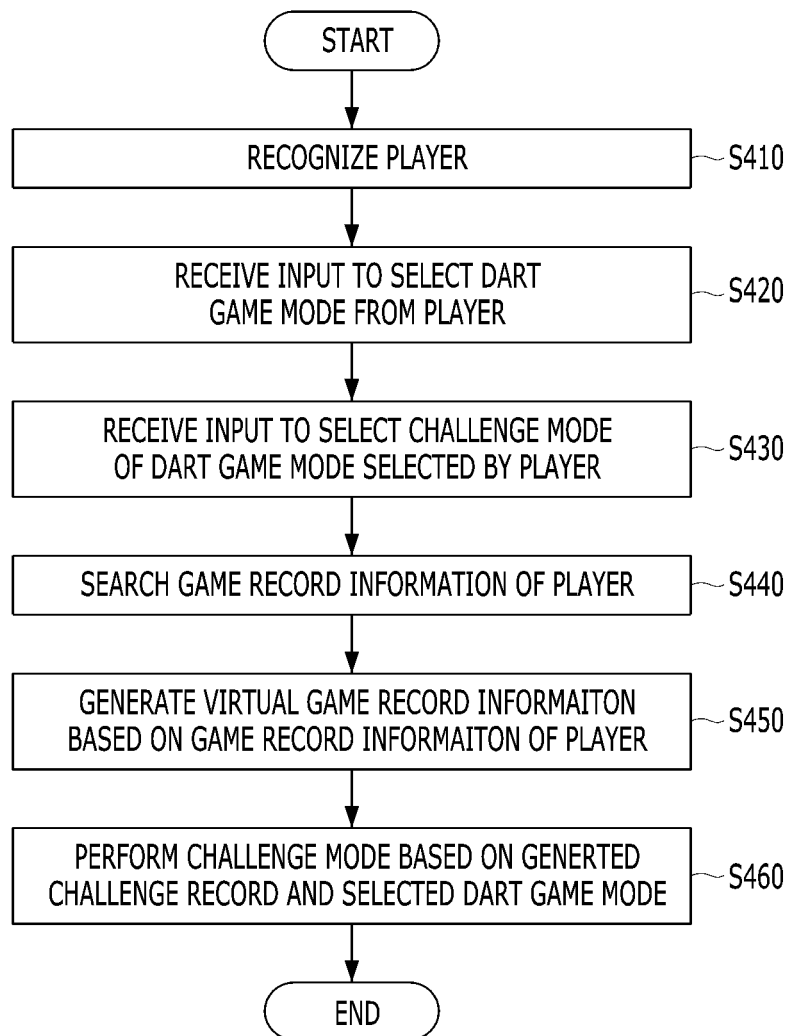 START
RECOGNIZE PLAYER
S410
RECEIVE INPUT TO SELECT DART
GAME MODE FROM PLAYER
S420
RECEIVE INPUT TO SELECT CHALLENGE MODE
OF DART GAME MODE SELECTED BY PLAYER
S430
SEARCH GAME RECORD INFORMATION OF PLAYER
S440
GENERATE VIRTUAL GAME RECORD INFORMAITON
BASED ON GAME RECORD INFORMAITON OF PLAYER
S450
PERFORM CHALLENGE MODE BASED ON GENERTED
CHALLENGE RECORD AND SELECTED DART GAME MODE
S460
END